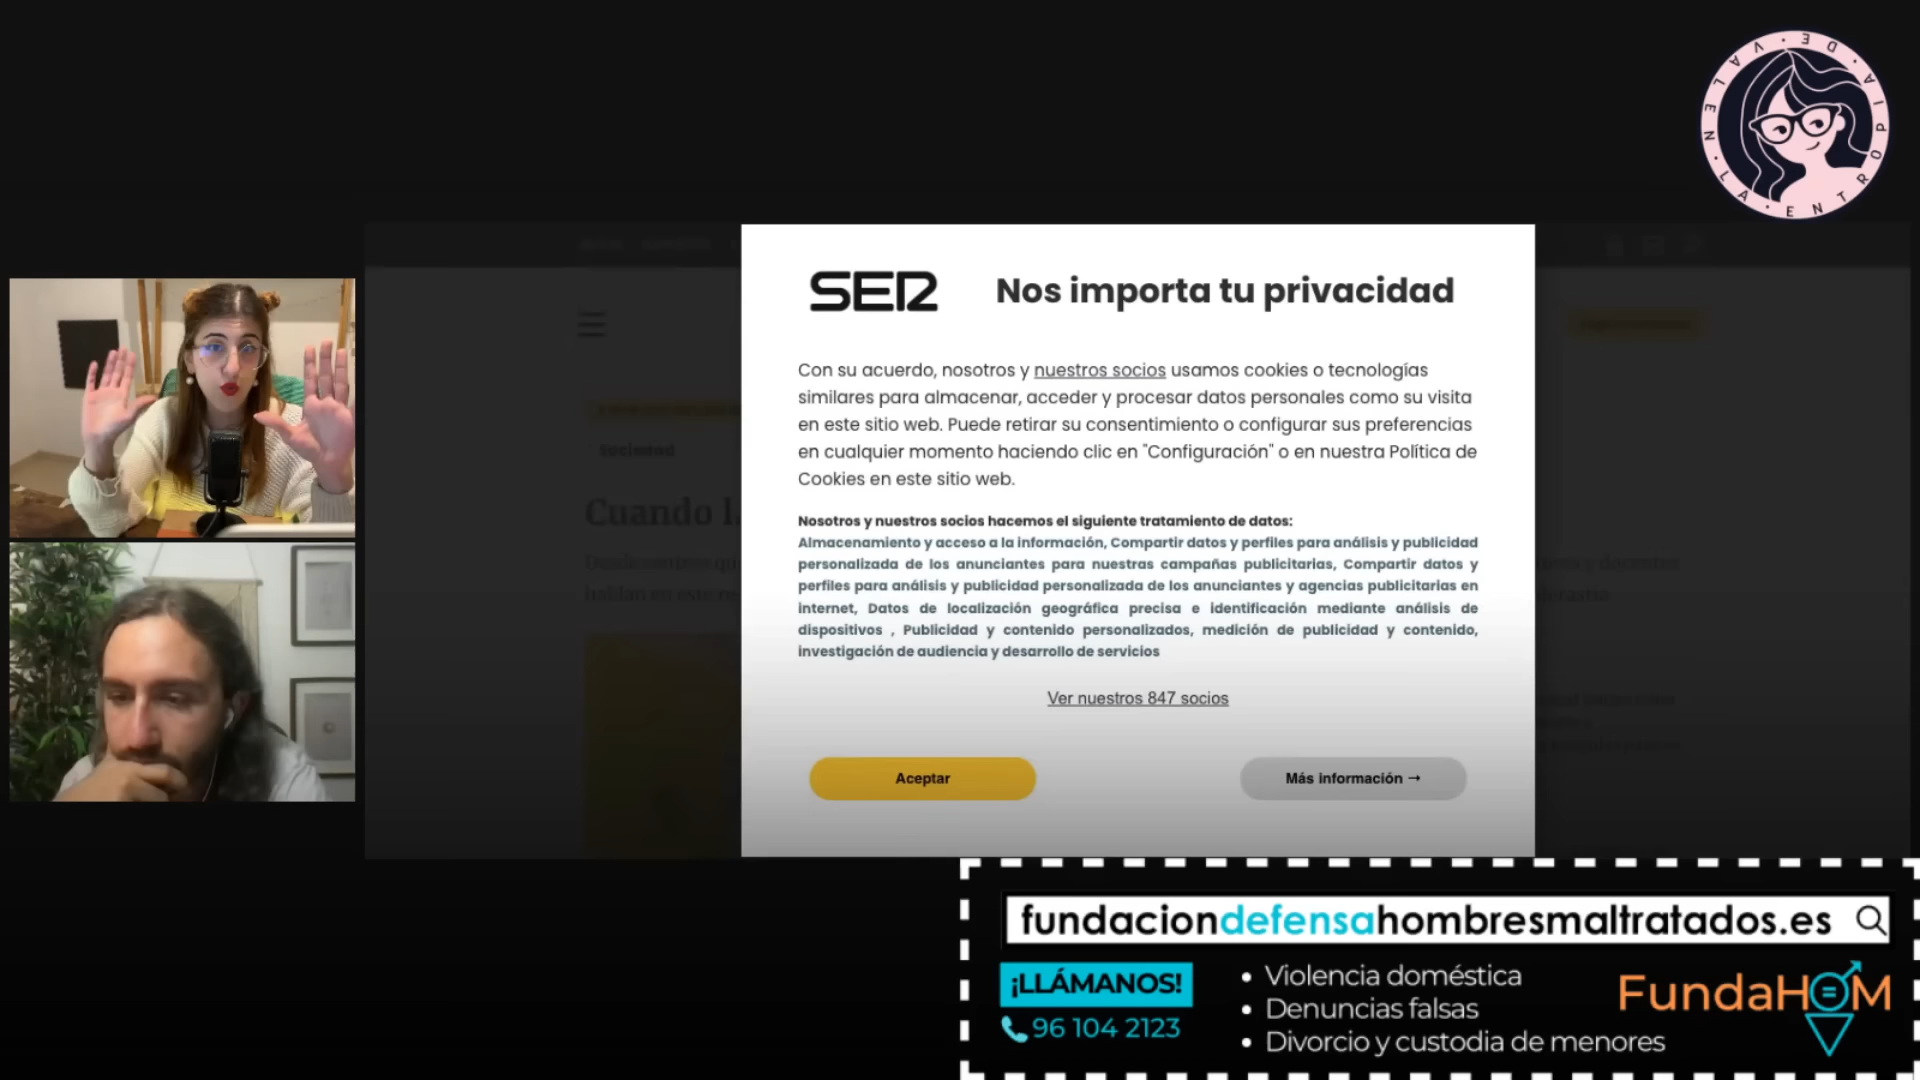 LA ENTROPIA DE VALEN
SER
Nos importa tu privacidad
Con su acuerdo, nosotros y nuestros socios usamos cookies o tecnologías
similares para almacenar, acceder y procesar datos personales como su visita
en este sitio web. Puede retirar su consentimiento o configurar sus preferencias
en cualquier momento haciendo clic en "Configuración" o en nuestra Política de
Cookies en este sitio web.
Nosotros y nuestros socios hacemos el siguiente tratamiento de datos:
Almacenamiento y acceso a la información, Compartir datos y perfiles para análisis y publicidad
personalizada de los anunciantes para nuestras campañas publicitarias, Compartir datos y
perfiles para análisis y publicidad personalizada de los anunciantes y agencias publicitarias en
internet, Datos de localización geográfica precisa e identificación mediante análisis de
dispositivos , Publicidad y contenido personalizados, medición de publicidad y contenido,
investigación de audiencia y desarrollo de servicios
Ver nuestros 847 socios
Aceptar
Más información →
Sociedad
Cuando
fundaciondefensahombresmaltratados.es
¡LLÁMANOS!
96 104 2123
• Violencia doméstica
• Denuncias falsas
• Divorcio y custodia de menores
FundaHOM